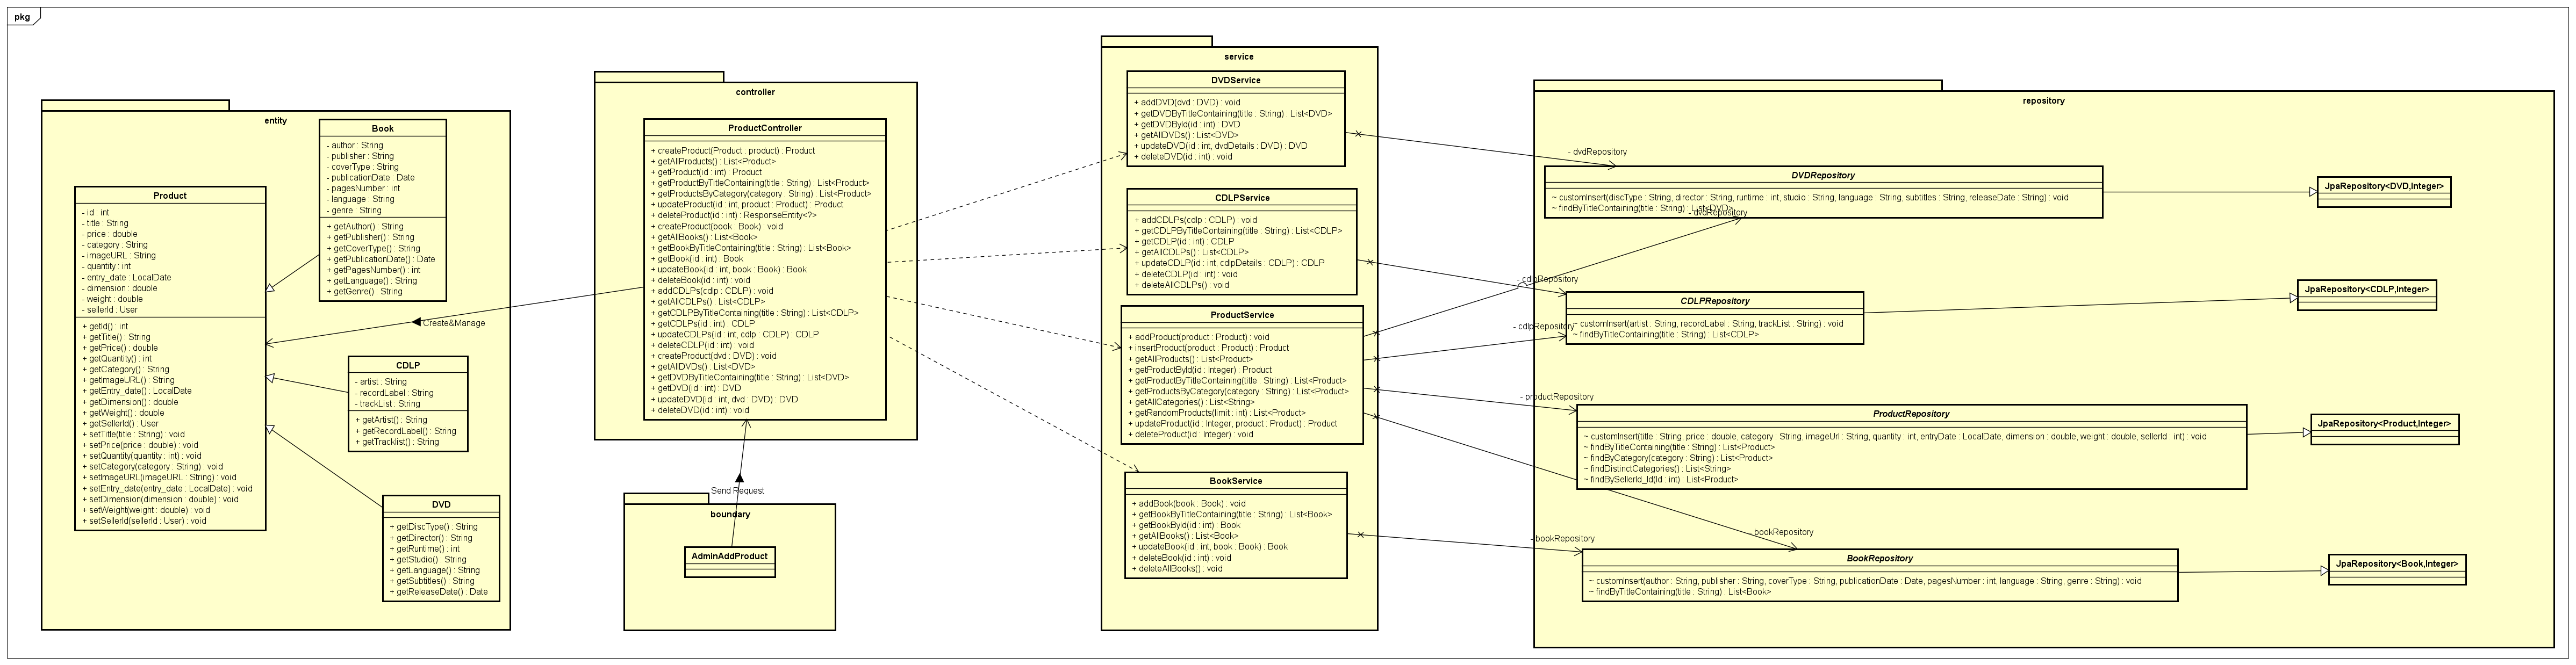 pkg
entity
Book
- author : String
- publisher : String
- coverType : String
- publicationDate : Date
- pagesNumber : int
- language : String
- genre : String
+ getAuthor() : String
+ getPublisher() : String
+ getCoverType() : String
+ getPublicationDate() : Date
+ getPagesNumber() : int
+ getLanguage() : String
+ getGenre() : String
Product
- id : int
- title : String
- price : double
- category : String
- imageURL : String
- quantity : int
- entry_date : LocalDate
- dimension : double
- weight : double
- sellerId : User
+ getId() : int
+ getTitle() : String
+ getPrice() : double
+ getQuantity() : int
+ getCategory() : String
+ getImageURL() : String
+ getEntry_date() : LocalDate
+ getDimension() : double
+ getWeight() : double
+ getSellerId() : User
+ setTitle(title : String) : void
+ setPrice(price : double) : void
+ setQuantity(quantity : int) : void
+ setCategory(category : String) : void
+ setImageURL(imageURL : String) : void
+ setEntry_date(entry_date : LocalDate) : void
+ setDimension(dimension : double) : void
+ setWeight(weight : double) : void
+ setSellerId(sellerId : User) : void
CDLP
- artist : String
- recordLabel : String
- trackList : String
+ getArtist() : String
+ getRecordLabel() : String
+ getTracklist() : String
DVD
+ getDiscType() : String
+ getDirector() : String
+ getRuntime() : int
+ getStudio() : String
+ getLanguage() : String
+ getSubtitles() : String
+ getReleaseDate() : Date
Create&Manage
controller
ProductController
+ createProduct(Product : product) : Product
+ getAllProducts() : List<Product>
+ getProduct(id : int) : Product
+ getProductByTitleContaining(title : String) : List<Product>
+ getProductsByCategory(category : String) : List<Product>
+ updateProduct(id : int, product : Product) : Product
+ deleteProduct(id : int) : ResponseEntity<?>
+ createProduct(book : Book) : void
+ getAllBooks() : List<Book>
+ getBookByTitleContaining(title : String) : List<Book>
+ getBook(id : int) : Book
+ updateBook(id : int, book : Book) : Book
+ deleteBook(id : int) : void
+ addCDLPs(cdlp : CDLP) : void
+ getAllCDLPs() : List<CDLP>
+ getCDLPByTitleContaining(title : String) : List<CDLP>
+ getCDLPs(id : int) : CDLP
+ updateCDLPs(id : int, cdlp : CDLP) : CDLP
+ deleteCDLP(id : int) : void
+ createProduct(dvd : DVD) : void
+ getAllDVDs() : List<DVD>
+ getDVDByTitleContaining(title : String) : List<DVD>
+ getDVD(id : int) : DVD
+ updateDVD(id : int, dvd : DVD) : DVD
+ deleteDVD(id : int) : void
Send Request
boundary
AdminAddProduct
service
DVDService
+ addDVD(dvd : DVD) : void
+ getDVDByTitleContaining(title : String) : List<DVD>
+ getDVDById(id : int) : DVD
+ getAllDVDs() : List<DVD>
+ updateDVD(id : int, dvdDetails : DVD) : DVD
+ deleteDVD(id : int) : void
CDLPService
+ addCDLPs(cdlp : CDLP) : void
+ getCDLPByTitleContaining(title : String) : List<CDLP>
+ getCDLP(id : int) : CDLP
+ getAllCDLPs() : List<CDLP>
+ updateCDLP(id : int, cdlpDetails : CDLP) : CDLP
+ deleteCDLP(id : int) : void
+ deleteAllCDLPs() : void
ProductService
+ addProduct(product : Product) : void
+ insertProduct(product : Product) : Product
+ getAllProducts() : List<Product>
+ getProductById(id : Integer) : Product
+ getProductByTitleContaining(title : String) : List<Product>
+ getProductsByCategory(category : String) : List<Product>
+ getAllCategories() : List<String>
+ getRandomProducts(limit : int) : List<Product>
+ updateProduct(id : Integer, product : Product) : Product
+ deleteProduct(id : Integer) : void
BookService
+ addBook(book : Book) : void
+ getBookByTitleContaining(title : String) : List<Book>
+ getBookById(id : int) : Book
+ getAllBooks() : List<Book>
+ updateBook(id : int, book : Book) : Book
+ deleteBook(id : int) : void
+ deleteAllBooks() : void
repository
- dvdRepository
DVDRepository
~ customInsert(discType : String, director : String, runtime : int, studio : String, language : String, subtitles : String, releaseDate : String) : void
~ findByTitleContaining(title : String) : List<DVD>
- dvdRepository
JpaRepository<DVD,Integer>
- cdlpRepository
CDLPRepository
~ customInsert(artist : String, recordLabel : String, trackList : String) : void
~ findByTitleContaining(title : String) : List<CDLP>
- cdlpRepository
JpaRepository<CDLP,Integer>
- productRepository
ProductRepository
~ customInsert(title : String, price : double, category : String, imageUrl : String, quantity : int, entryDate : LocalDate, dimension : double, weight : double, sellerId : int) : void
~ findByTitleContaining(title : String) : List<Product>
~ findByCategory(category : String) : List<Product>
~ findDistinctCategories() : List<String>
~ findBySellerId_Id(Id : int) : List<Product>
JpaRepository<Product,Integer>
- bookRepository
- bookRepository
BookRepository
~ customInsert(author : String, publisher : String, coverType : String, publicationDate : Date, pagesNumber : int, language : String, genre : String) : void
~ findByTitleContaining(title : String) : List<Book>
JpaRepository<Book,Integer>